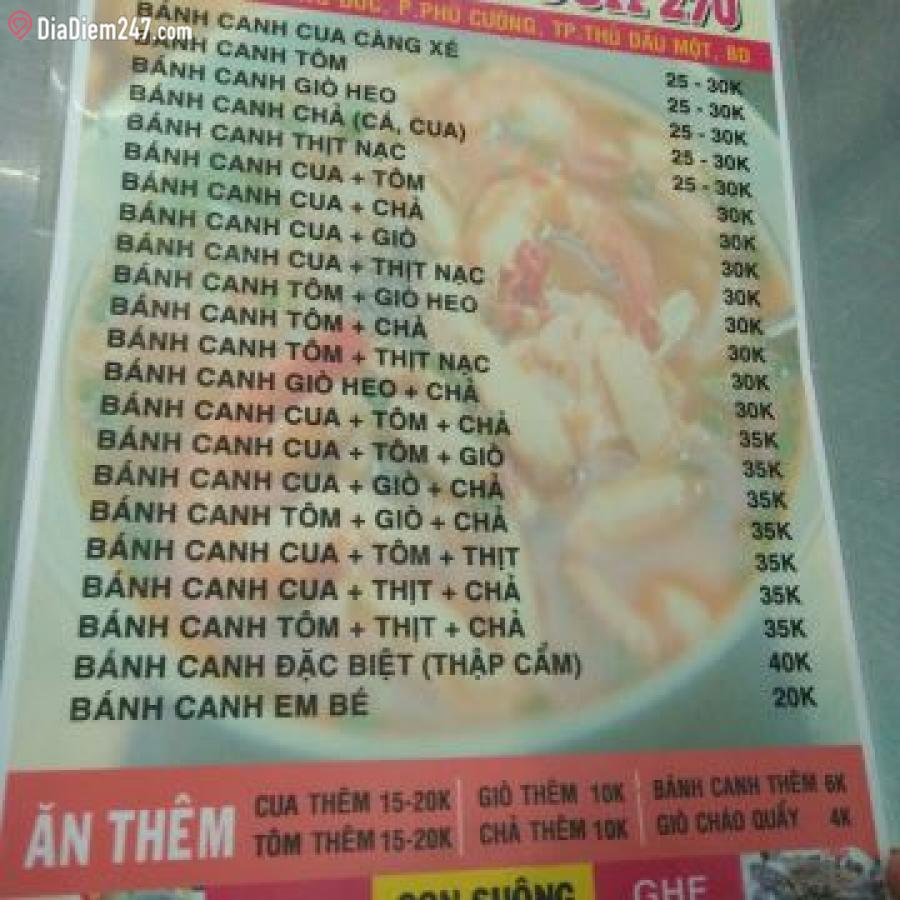 DiaDiem247.com
270
ĐỨC, P.PHÚ CƯỜNG, TP.THỦ DẦU MỘT, BD
BÁNH CANH CUA CÀNG XÉ 25 - 30K
BÁNH CANH TÔM 25 - 30K
BÁNH CANH GIÒ HEO 25 - 30K
BÁNH CANH CHẢ (CÁ, CUA) 25 - 30K
BÁNH CANH THỊT NẠC 25 - 30K
BÁNH CANH CUA + TÔM 30K
BÁNH CANH CUA + CHẢ 30K
BÁNH CANH CUA + GIÒ 30K
BÁNH CANH CUA + THỊT NẠC 30K
BÁNH CANH TÔM + GIÒ HEO 30K
BÁNH CANH TÔM + CHẢ 30K
BÁNH CANH TÔM + THỊT NẠC 30K
BÁNH CANH GIÒ HEO + CHẢ 30K
BÁNH CANH CUA + TÔM + CHẢ 35K
BÁNH CANH CUA + TÔM + GIÒ 35K
BÁNH CANH CUA + GIÒ + CHẢ 35K
BÁNH CANH TÔM + GIÒ + CHẢ 35K
BÁNH CANH CUA + TÔM + THỊT 35K
BÁNH CANH CUA + THỊT + CHẢ 35K
BÁNH CANH TÔM + THỊT + CHẢ 35K
BÁNH CANH ĐẶC BIỆT (THẬP CẨM) 40K
BÁNH CANH EM BÉ 20K
ĂN THÊM
CUA THÊM 15-20K
TÔM THÊM 15-20K
GIÒ THÊM 10K
CHẢ THÊM 10K
BÁNH CANH THÊM 6K
GIÒ CHÁO QUẨY 4K
CON SUÔNG
GHẸ